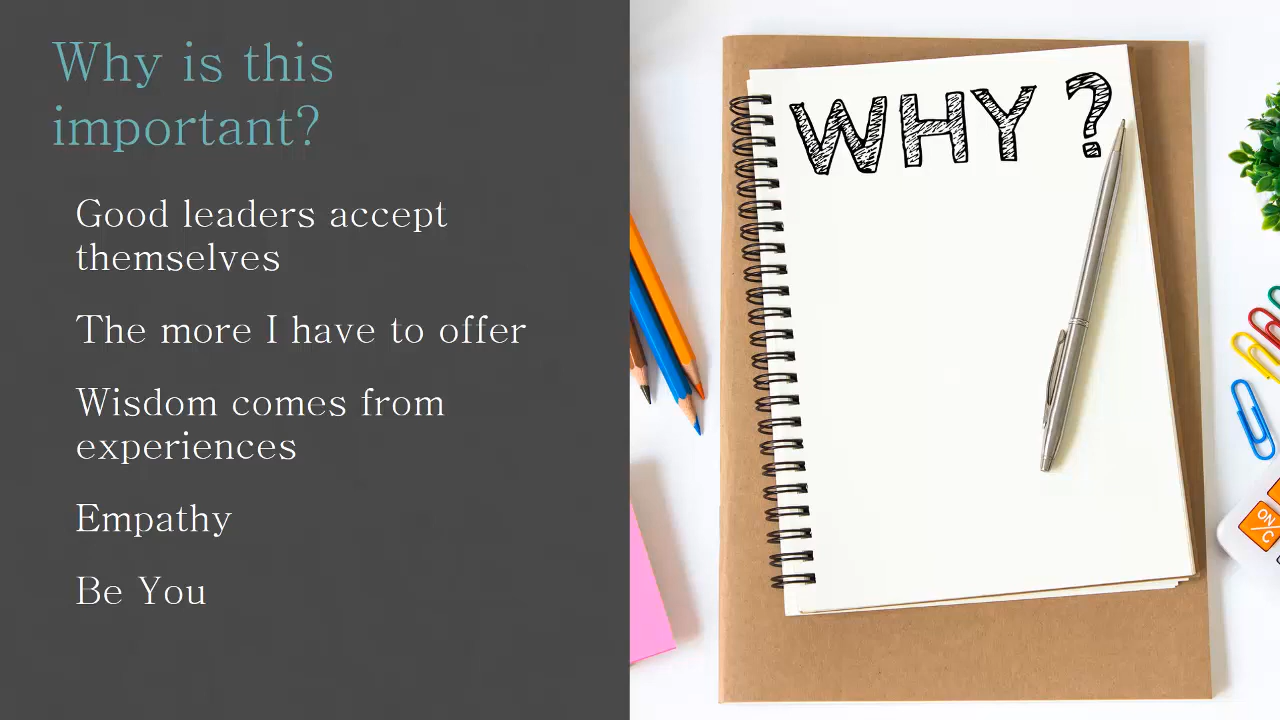 Why is this
important?
Good leaders accept
themselves
The more I have to offer
Wisdom comes from
experiences
Empathy
Be You
WHY ?
ON/C